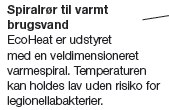 Spiralrør til varmt
brugsvand
EcoHeat er udstyret
med en veldimensioneret
varmespiral. Temperaturen
kan holdes lav uden risiko for
legionellabakterier.